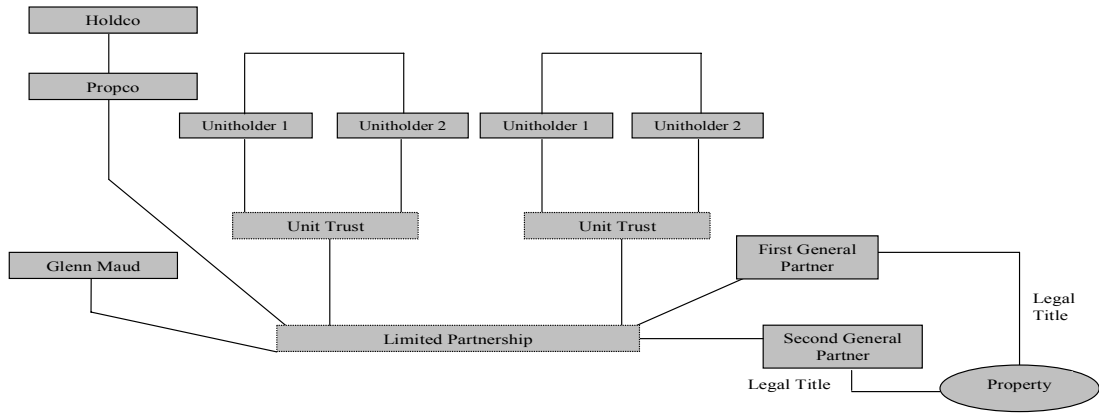 Holdco
Propco
Unitholder 1
Unitholder 2
Unitholder 1
Unitholder 2
Unit Trust
Unit Trust
Glenn Maud
First General
Partner
Legal
Title
Limited Partnership
Second General
Partner
Legal Title
Property